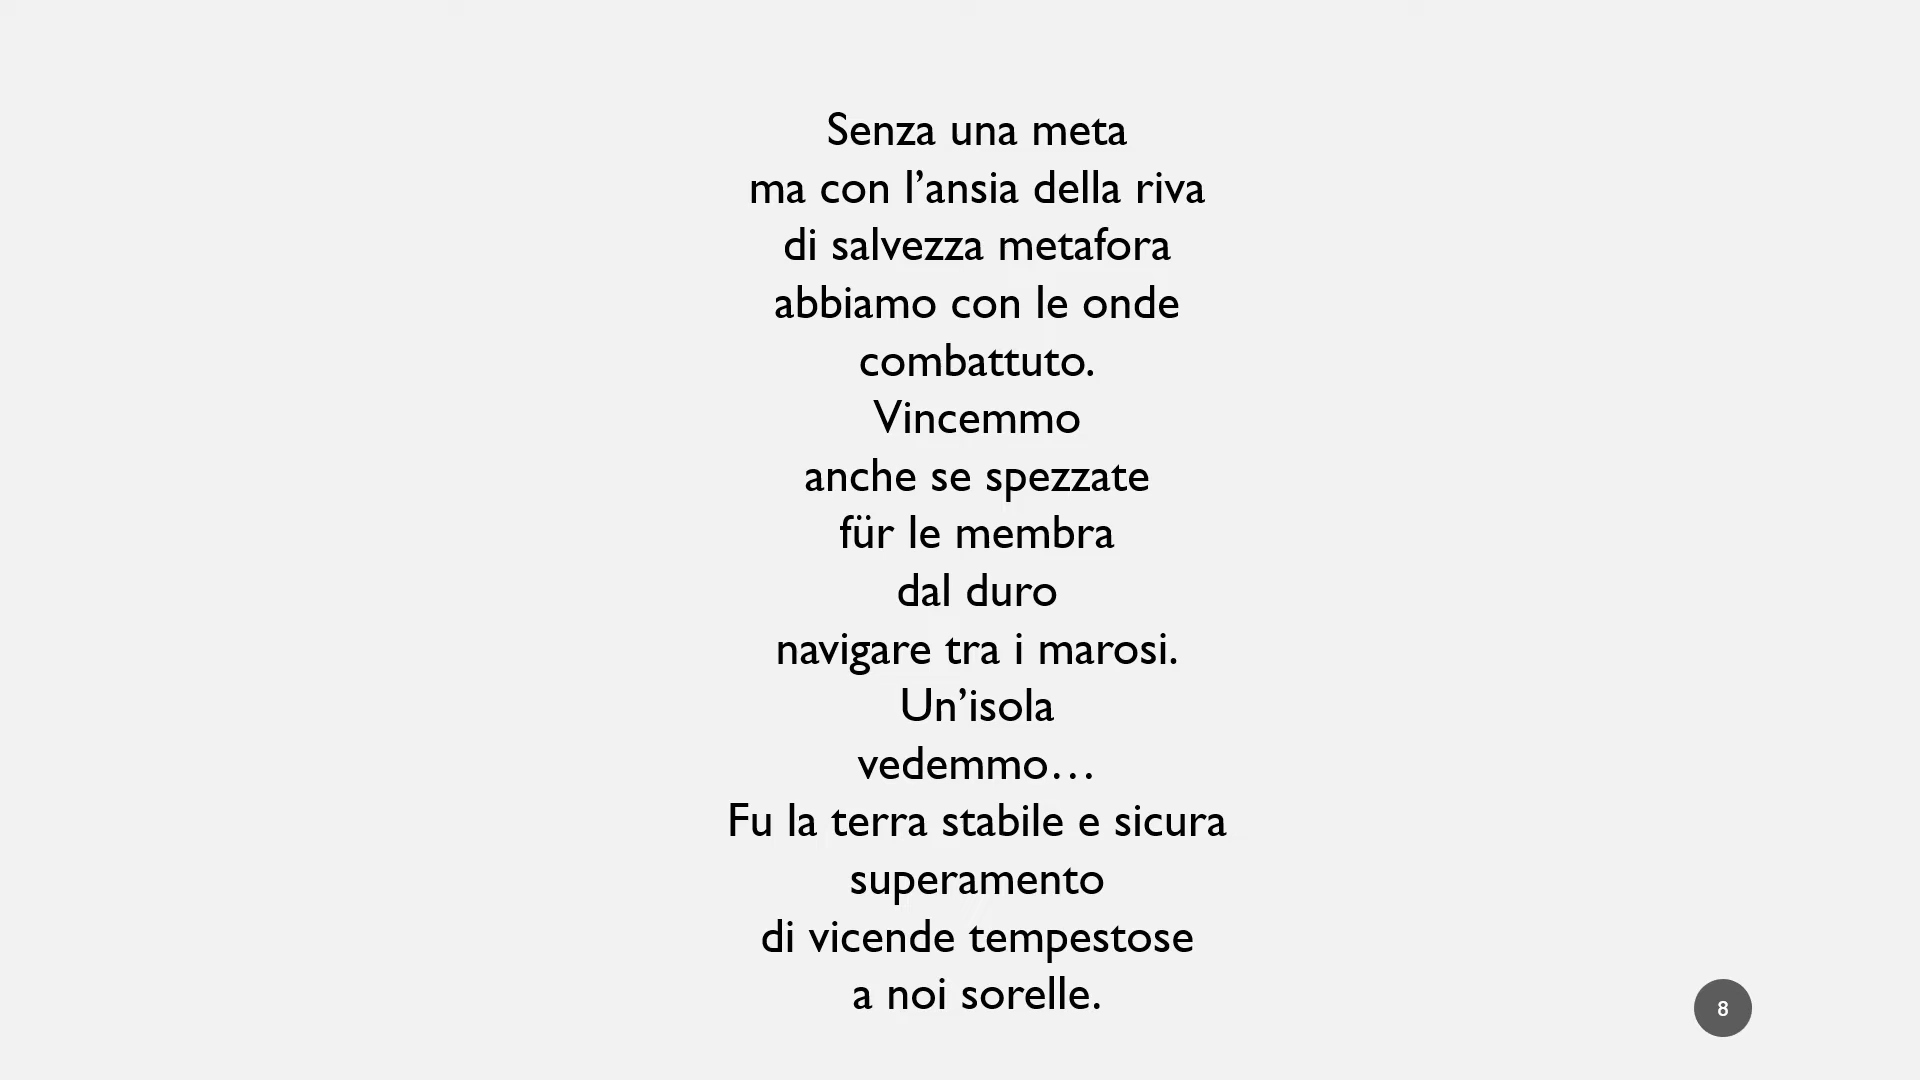 Senza una meta
ma con l’ansia della riva
di salvezza metafora
abbiamo con le onde
combattuto.
Vincemmo
anche se spezzate
für le membra
dal duro
navigare tra i marosi.
Un’isola
vedemmo…
Fu la terra stabile e sicura
superamento
di vicende tempestose
a noi sorelle.
8